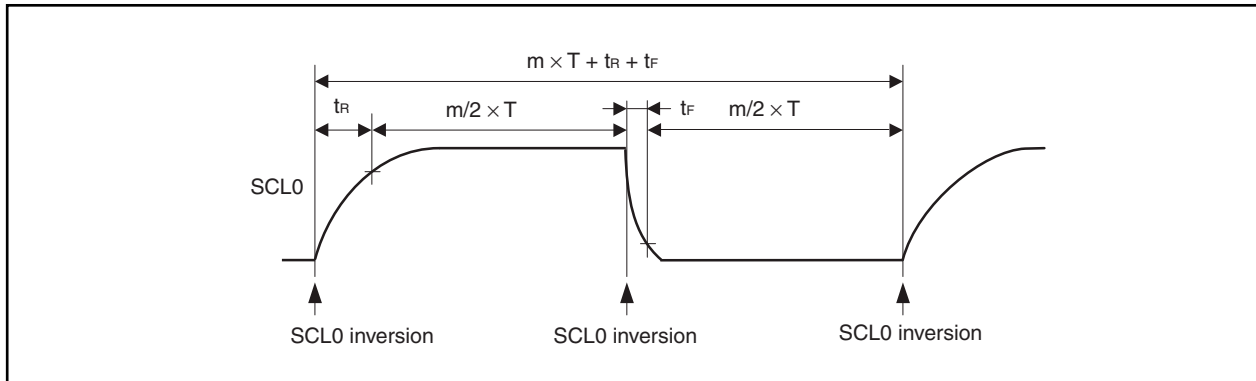 m × T + tR + tF
tR
m/2 × T
tF
m/2 × T
SCL0
SCL0 inversion
SCL0 inversion
SCL0 inversion